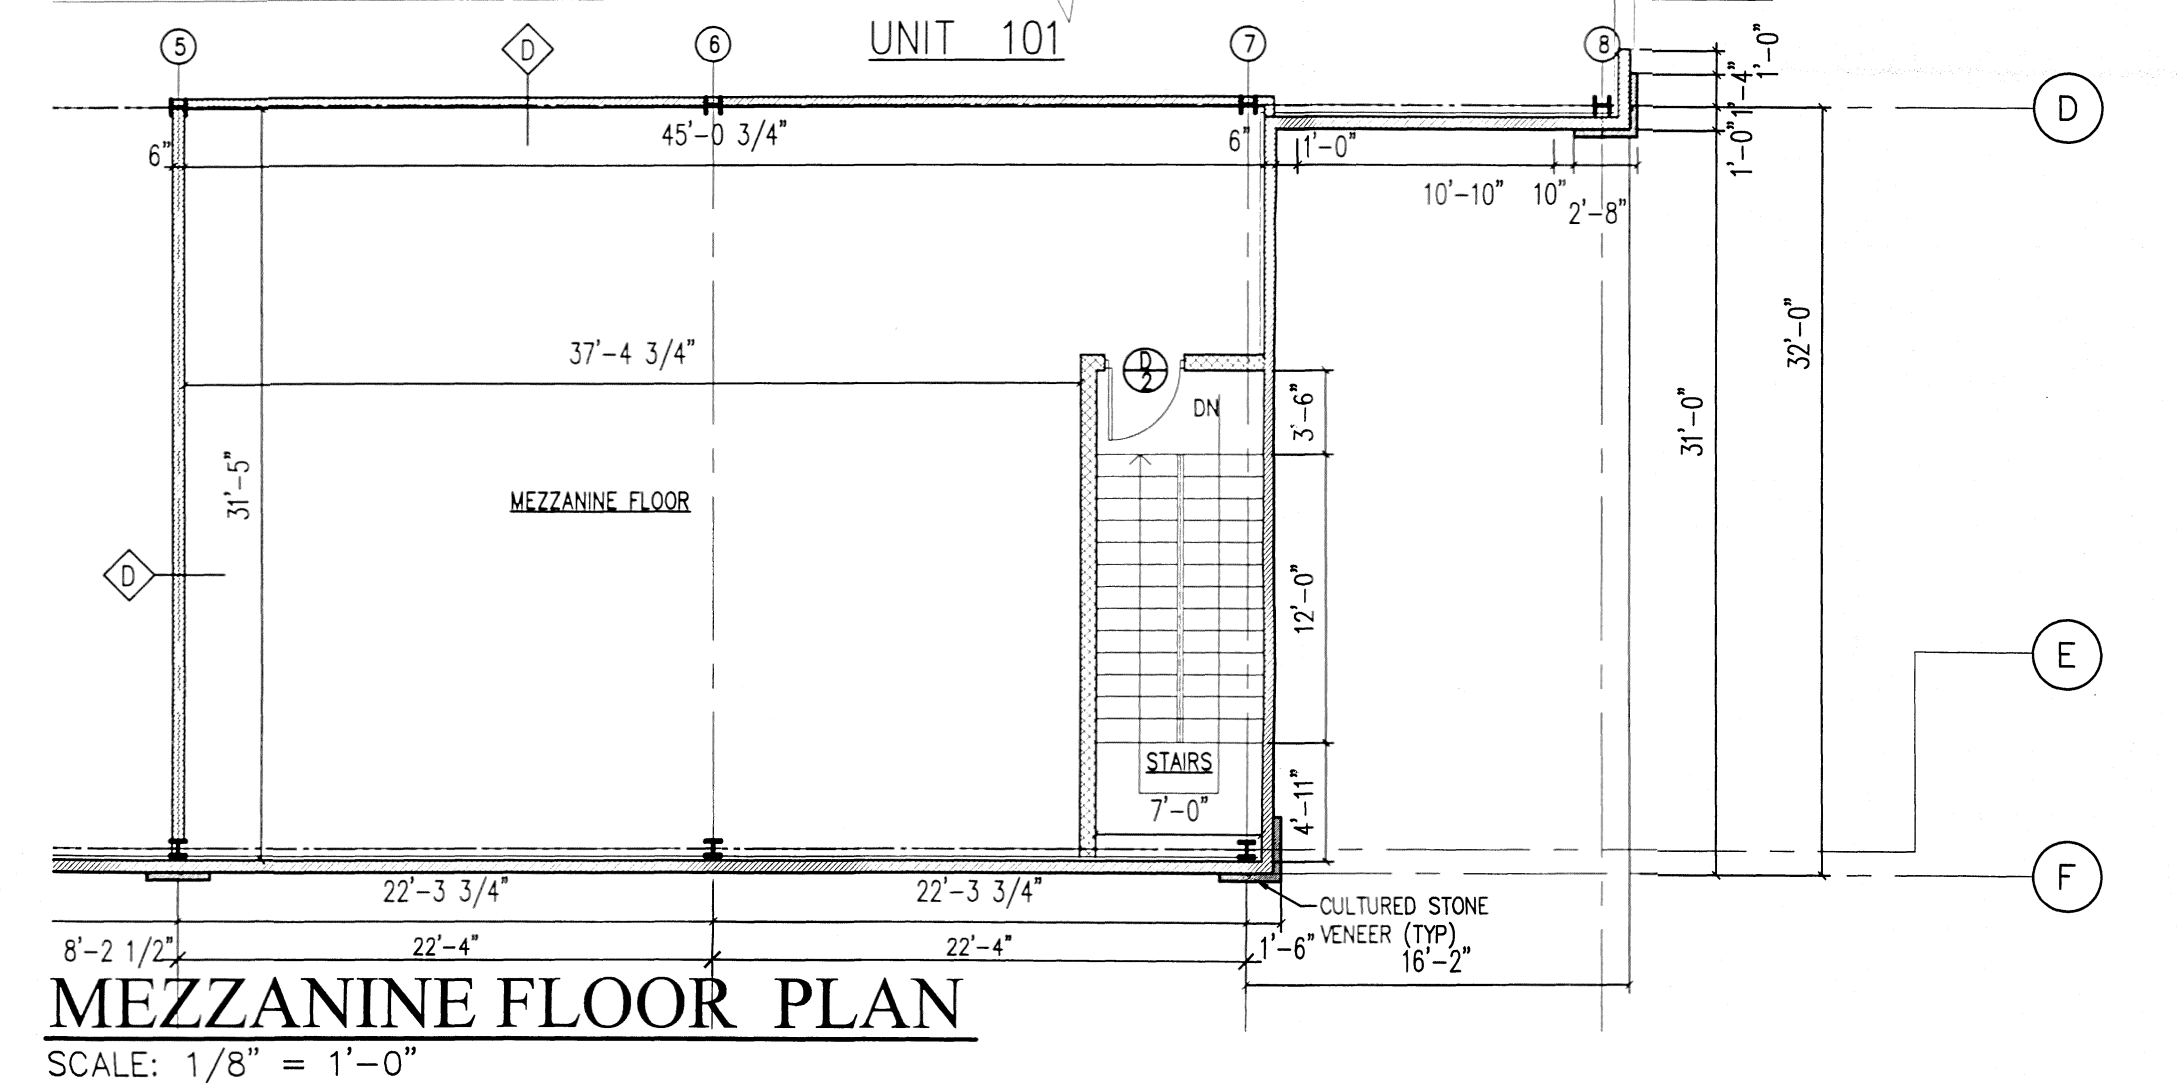 UNIT 101
5
D
6
7
8
1'-0"
1'-4"
1'-0"
D
45'-0 3/4"
6"
6"
1'-0"
10'-10"
10"
2'-8"
32'-0"
31'-0"
37'-4 3/4"
D
2
DN
3'-6"
31'-5"
MEZZANINE FLOOR
D
12'-0"
E
STAIRS
7'-0"
4'-11"
F
22'-3 3/4"
22'-3 3/4"
CULTURED STONE
VENEER (TYP)
8'-2 1/2"
22'-4"
22'-4"
1'-6"
16'-2"
MEZZANINE FLOOR PLAN
SCALE: 1/8" = 1'-0"